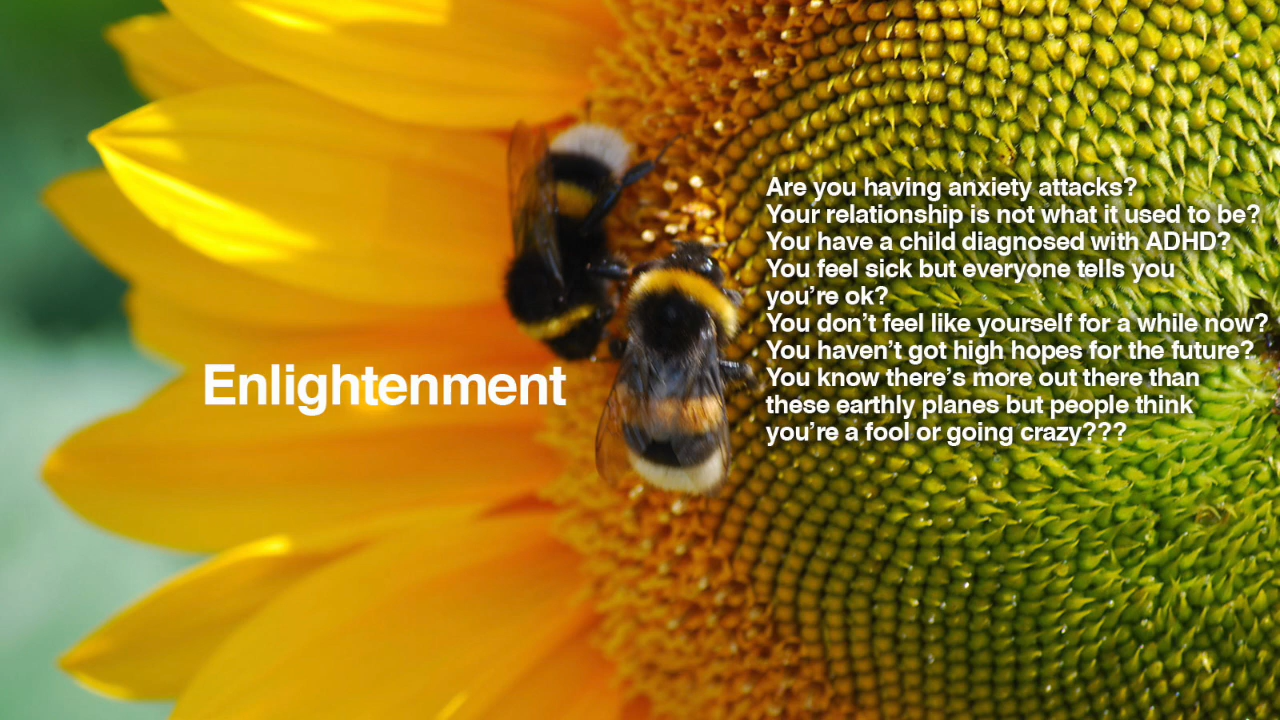 Enlightenment
Are you having anxiety attacks?
Your relationship is not what it used to be?
You have a child diagnosed with ADHD?
You feel sick but everyone tells you
you’re ok?
You don’t feel like yourself for a while now?
You haven’t got high hopes for the future?
You know there’s more out there than
these earthly planes but people think
you’re a fool or going crazy???